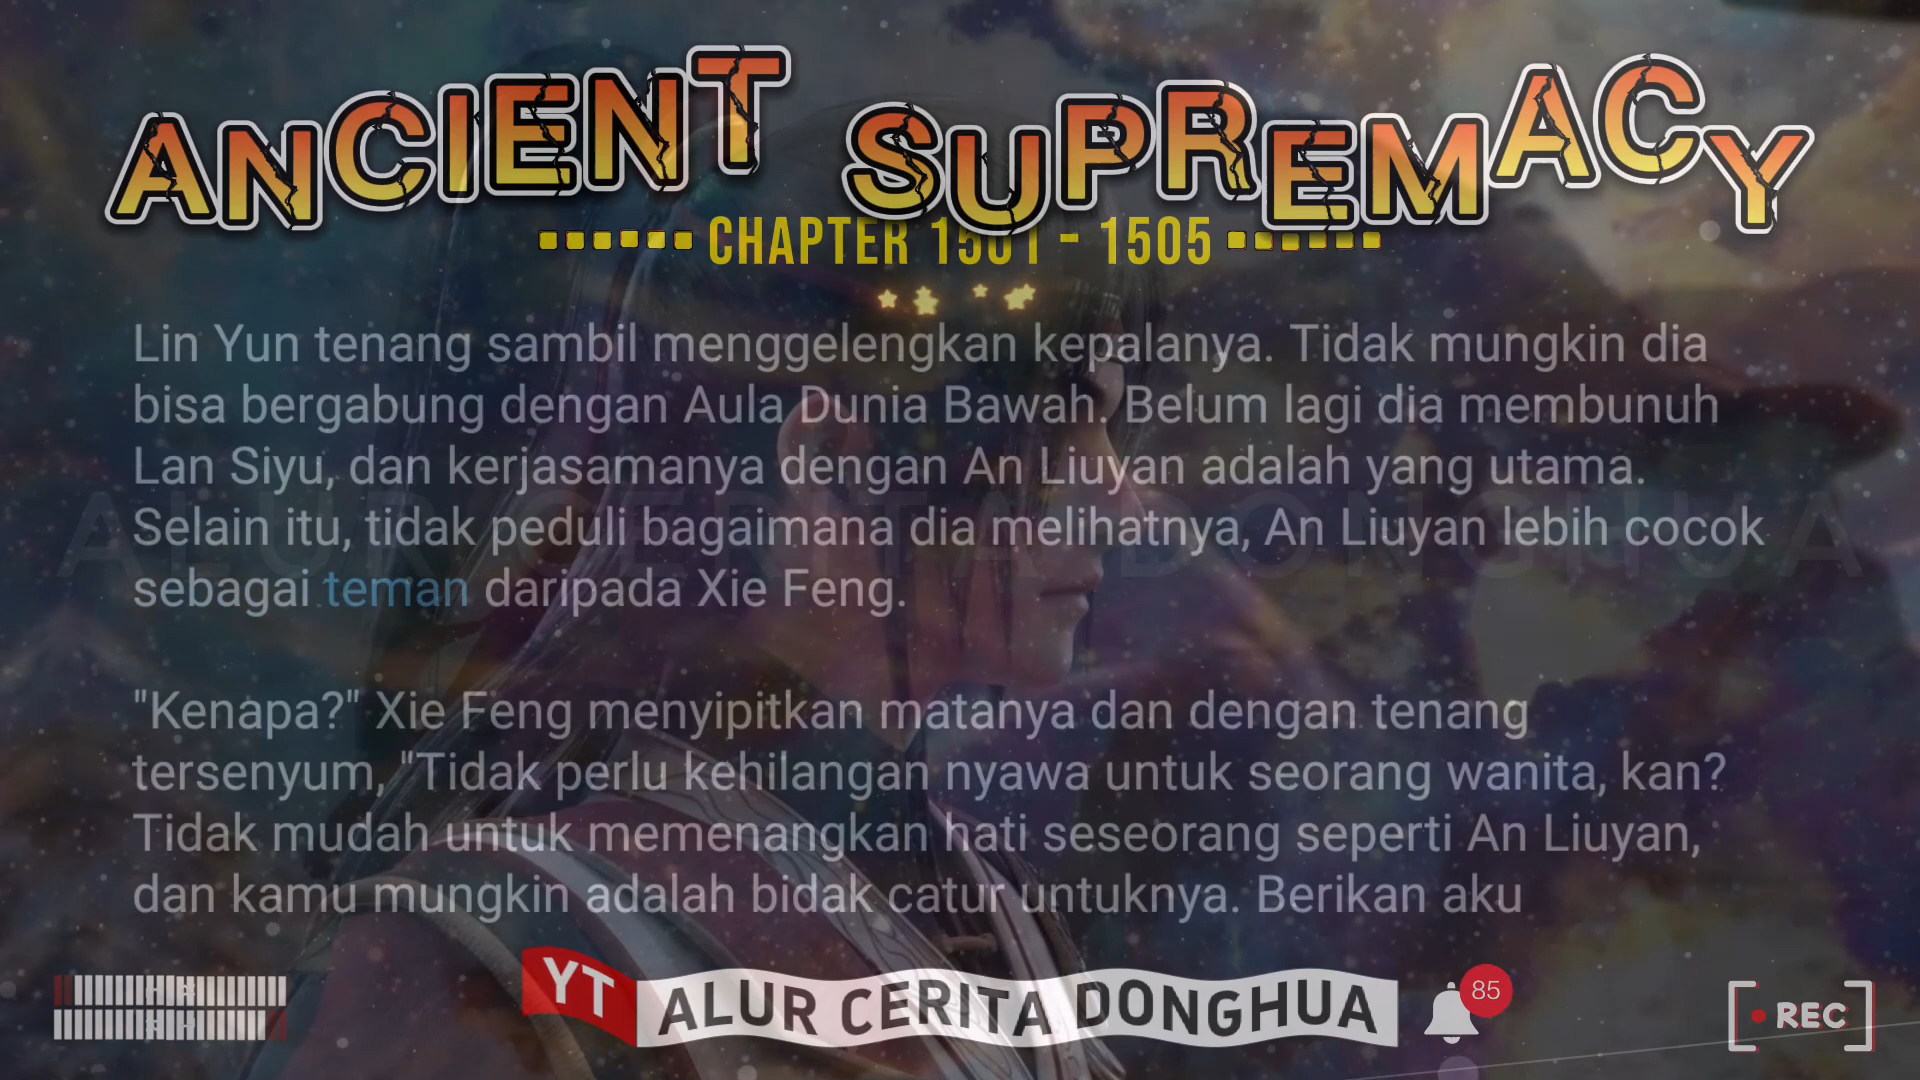 ANCIENT SUPREMACY
CHAPTER 1501 - 1505
Lin Yun tenang sambil menggelengkan kepalanya. Tidak mungkin dia
bisa bergabung dengan Aula Dunia Bawah. Belum lagi dia membunuh
Lan Siyu, dan kerjasamanya dengan An Liuyan adalah yang utama.
ALUR CERITA DONGHUA
Selain itu, tidak peduli bagaimana dia melihatnya, An Liuyan lebih cocok
sebagai teman daripada Xie Feng.
"Kenapa?" Xie Feng menyipitkan matanya dan dengan tenang
tersenyum, "Tidak perlu kehilangan nyawa untuk seorang wanita, kan?
Tidak mudah untuk memenangkan hati seseorang seperti An Liuyan,
dan kamu mungkin adalah bidak catur untuknya. Berikan aku
YT ALUR CERITA DONGHUA 85
REC